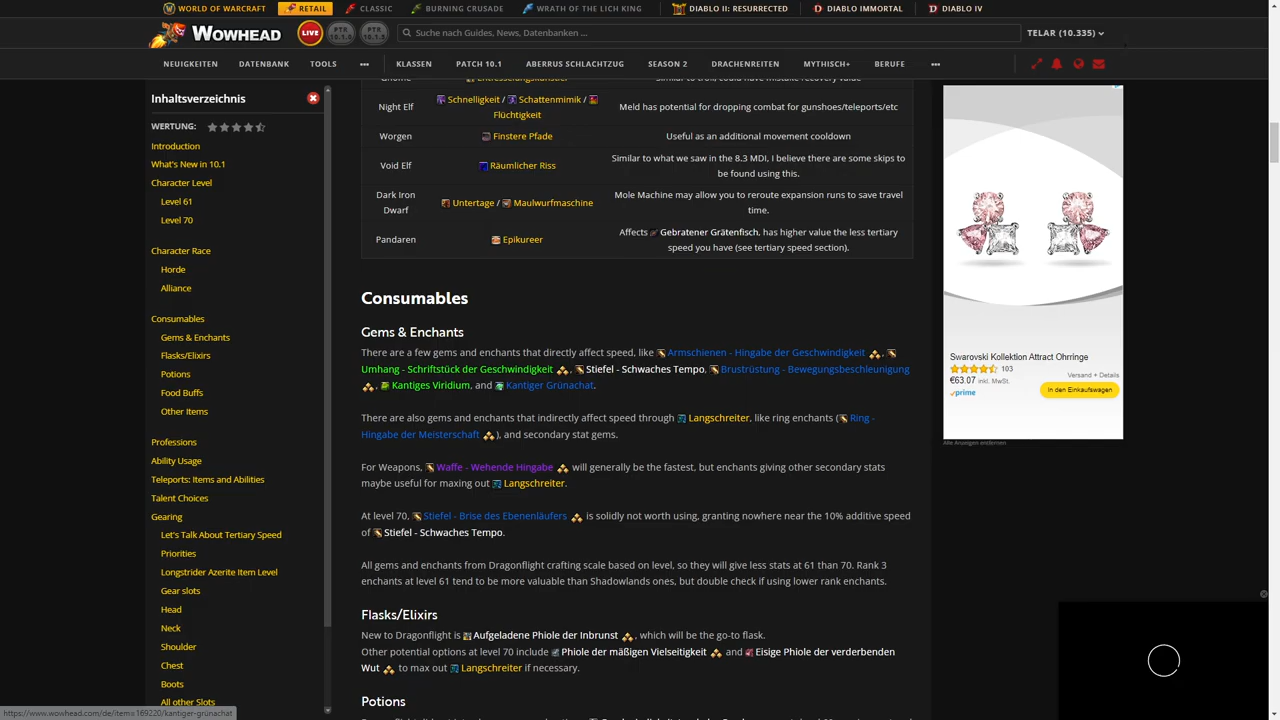 WORLD OF WARCRAFT RETAIL CLASSIC BURNING CRUSADE WRATH OF THE LICH KING DIABLO II: RESURRECTED DIABLO IMMORTAL DIABLO IV
WOWHEAD LIVE PTR 10.1.0 PTR 10.1.5 Suche nach Guides, News, Datenbanken ... TELAR (10.335)
NEUIGKEITEN DATENBANK TOOLS ••• KLASSEN PATCH 10.1 ABERRUS SCHLACHTZUG SEASON 2 DRACHENREITEN MYTHISCH+ BERUFE •••
Inhaltsverzeichnis
WERTUNG:
Introduction
What's New in 10.1
Character Level
Level 61
Level 70
Character Race
Horde
Alliance
Consumables
Gems & Enchants
Flasks/Elixirs
Potions
Food Buffs
Other Items
Professions
Ability Usage
Teleports: Items and Abilities
Talent Choices
Gearing
Let's Talk About Tertiary Speed
Priorities
Longstrider Azerite Item Level
Gear slots
Head
Neck
Shoulder
Chest
Boots
All other Slots
https://www.wowhead.com/de/item=169220/kantiger-grünachat
Night Elf Schnelligkeit / Schattenmimik / Flüchtigkeit Meld has potential for dropping combat for gunshoes/teleports/etc
Worgen Finstere Pfade Useful as an additional movement cooldown
Void Elf Räumlicher Riss Similar to what we saw in the 8.3 MDI, I believe there are some skips to
be found using this.
Dark Iron Dwarf Untertage / Maulwurfmaschine Mole Machine may allow you to reroute expansion runs to save travel
time.
Pandaren Epikureer Affects Gebratener Grätenfisch, has higher value the less tertiary
speed you have (see tertiary speed section).
Consumables
Gems & Enchants
There are a few gems and enchants that directly affect speed, like Armschienen - Hingabe der Geschwindigkeit ,
Umhang - Schriftstück der Geschwindigkeit , Stiefel - Schwaches Tempo, Brustrüstung - Bewegungsbeschleunigung
, Kantiges Viridium, and Kantiger Grünachat.
There are also gems and enchants that indirectly affect speed through Langschreiter, like ring enchants ( Ring -
Hingabe der Meisterschaft ), and secondary stat gems.
For Weapons, Waffe - Wehende Hingabe will generally be the fastest, but enchants giving other secondary stats
maybe useful for maxing out Langschreiter.
At level 70, Stiefel - Brise des Ebenenläufers is solidly not worth using, granting nowhere near the 10% additive speed
of Stiefel - Schwaches Tempo.
All gems and enchants from Dragonflight crafting scale based on level, so they will give less stats at 61 than 70. Rank 3
enchants at level 61 tend to be more valuable than Shadowlands ones, but double check if using lower rank enchants.
Flasks/Elixirs
New to Dragonflight is Aufgeladene Phiole der Inbrunst , which will be the go-to flask.
Other potential options at level 70 include Phiole der mäßigen Vielseitigkeit and Eisige Phiole der verderbenden
Wut to max out Langschreiter if necessary.
Potions
Swarovski Kollektion Attract Ohrringe
103
€63.07 inkl. MwSt.
Versand + Details
prime
In den Einkaufswagen
Alle Anzeigen entfernen